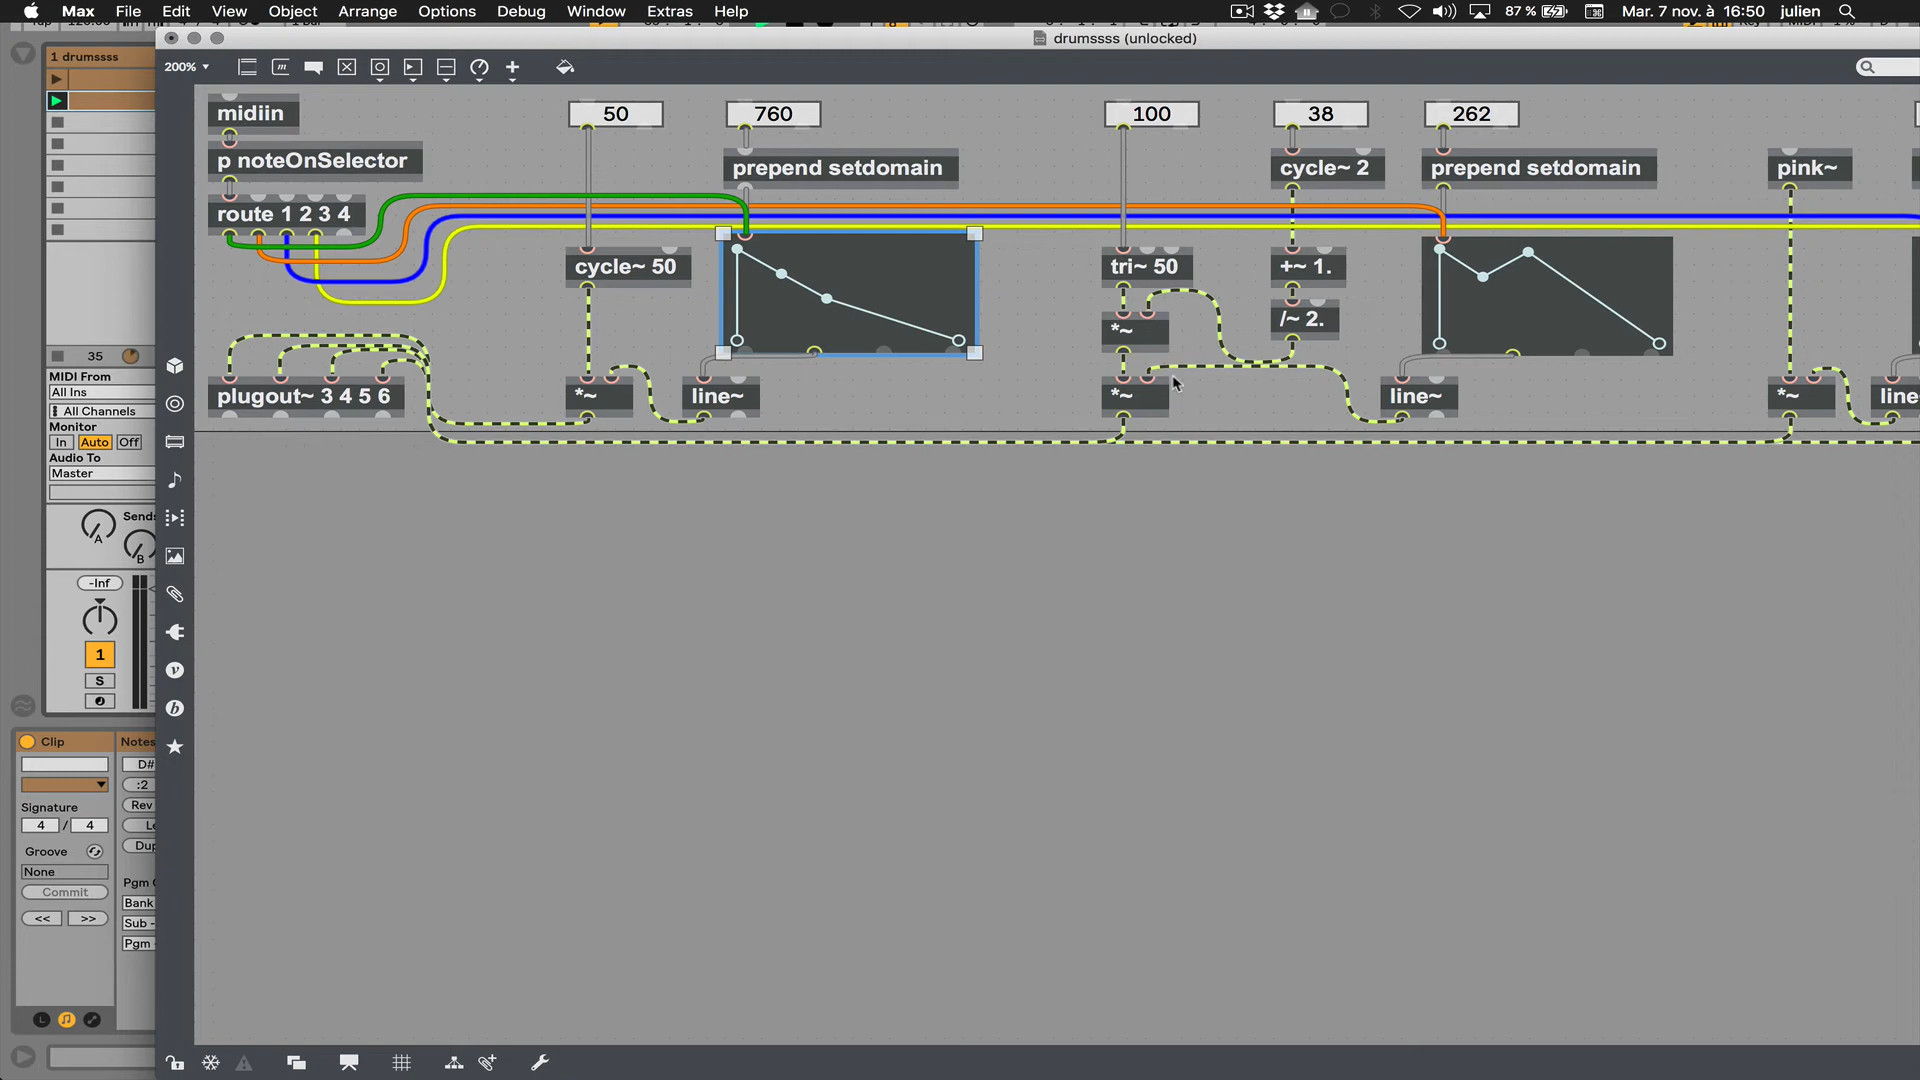 Max File Edit View Object Arrange Options Debug Window Extras Help
87 % Mar. 7 nov. à 16:50 julien
drumssss (unlocked)
1 drumssss
200%
midiin
50
760
100
38
262
p noteOnSelector
prepend setdomain
cycle~ 2
prepend setdomain
pink~
route 1 2 3 4
cycle~ 50
tri~ 50
+~ 1.
/~ 2.
*~
plugout~ 3 4 5 6
*~
line~
*~
line~
*~
35
MIDI From
All Ins
All Channels
Monitor
In Auto Off
Audio To
Master
Sends
A
B
-Inf
1
S
Clip
Notes
D#
:2
Rev
Signature
4 / 4
Le
Dup
Groove
None
Commit
<< >>
Pgm
Bank
Sub -
Pgm -
L
v
b